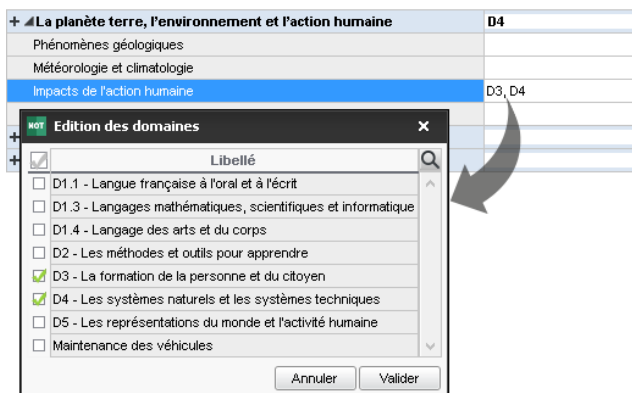 La planète terre, l'environnement et l'action humaine D4
Phénomènes géologiques
Météorologie et climatologie
Impacts de l'action humaine D3, D4
NOT Edition des domaines
Libellé
D1.1 - Langue française à l'oral et à l'écrit
D1.3 - Langages mathématiques, scientifiques et informatique
D1.4 - Langage des arts et du corps
D2 - Les méthodes et outils pour apprendre
D3 - La formation de la personne et du citoyen
D4 - Les systèmes naturels et les systèmes techniques
D5 - Les représentations du monde et l'activité humaine
Maintenance des véhicules
Annuler Valider